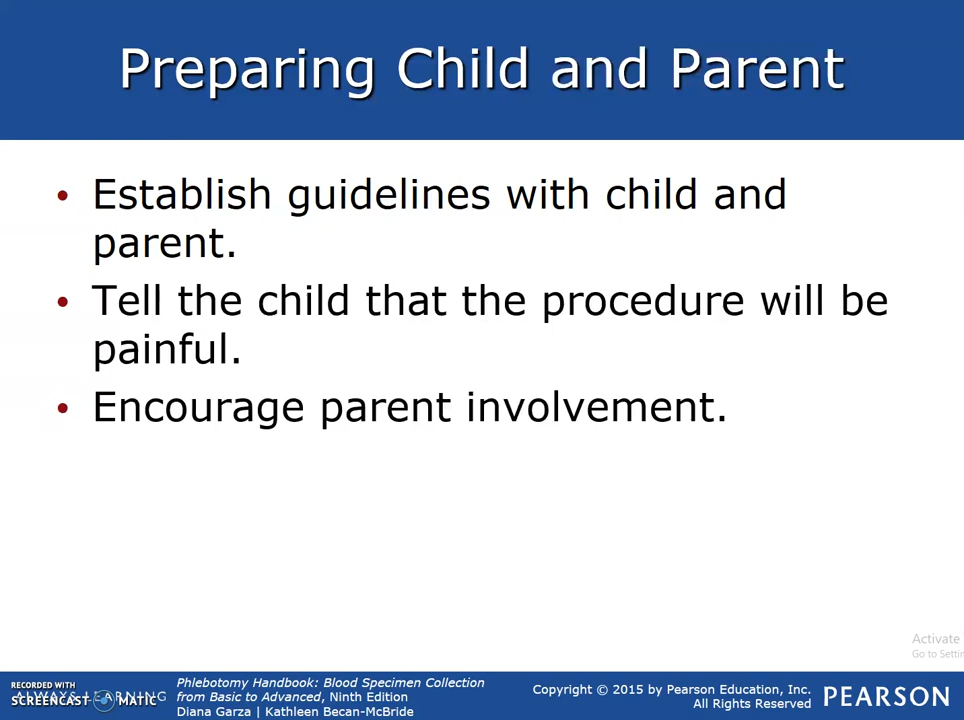 Preparing Child and Parent
• Establish guidelines with child and
parent.
• Tell the child that the procedure will be
painful.
• Encourage parent involvement.
Activate
Go to Settin
RECORDED WITH
SCREENCAST MATIC
ALWAYS LEARNING
Phlebotomy Handbook: Blood Specimen Collection
from Basic to Advanced, Ninth Edition
Diana Garza | Kathleen Becan-McBride
Copyright © 2015 by Pearson Education, Inc.
All Rights Reserved
PEARSON